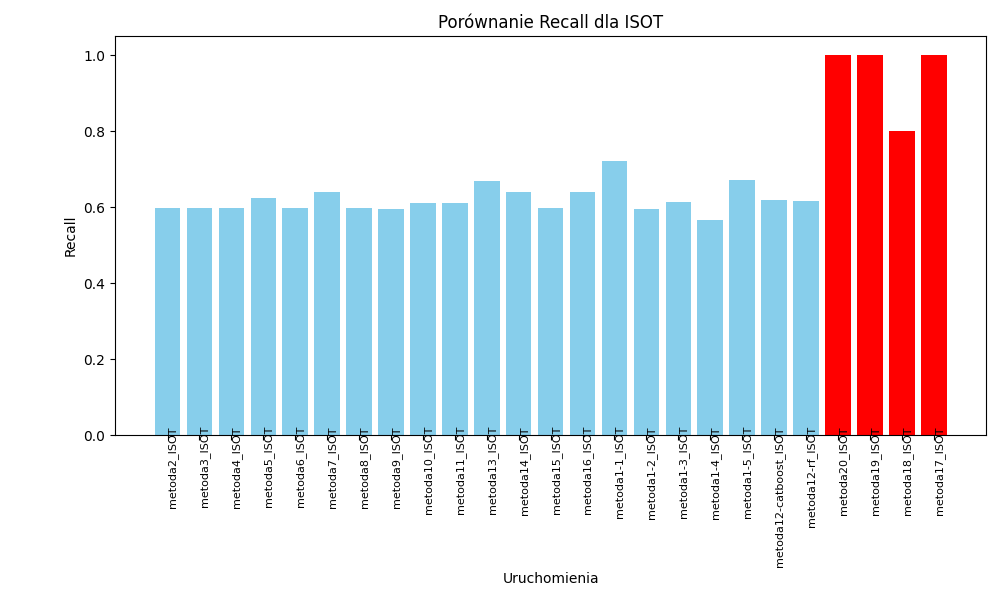 Porównanie Recall dla ISOT
Recall
1.0
0.8
0.6
0.4
0.2
0.0
metoda2_ISOT
metoda3_ISOT
metoda4_ISOT
metoda5_ISOT
metoda6_ISOT
metoda7_ISOT
metoda8_ISOT
metoda9_ISOT
metoda10_ISOT
metoda11_ISOT
metoda13_ISOT
metoda14_ISOT
metoda15_ISOT
metoda16_ISOT
metoda1-1_ISOT
metoda1-2_ISOT
metoda1-3_ISOT
metoda1-4_ISOT
metoda1-5_ISOT
metoda12-catboost_ISOT
metoda12-rf_ISOT
metoda20_ISOT
metoda19_ISOT
metoda18_ISOT
metoda17_ISOT
Uruchomienia